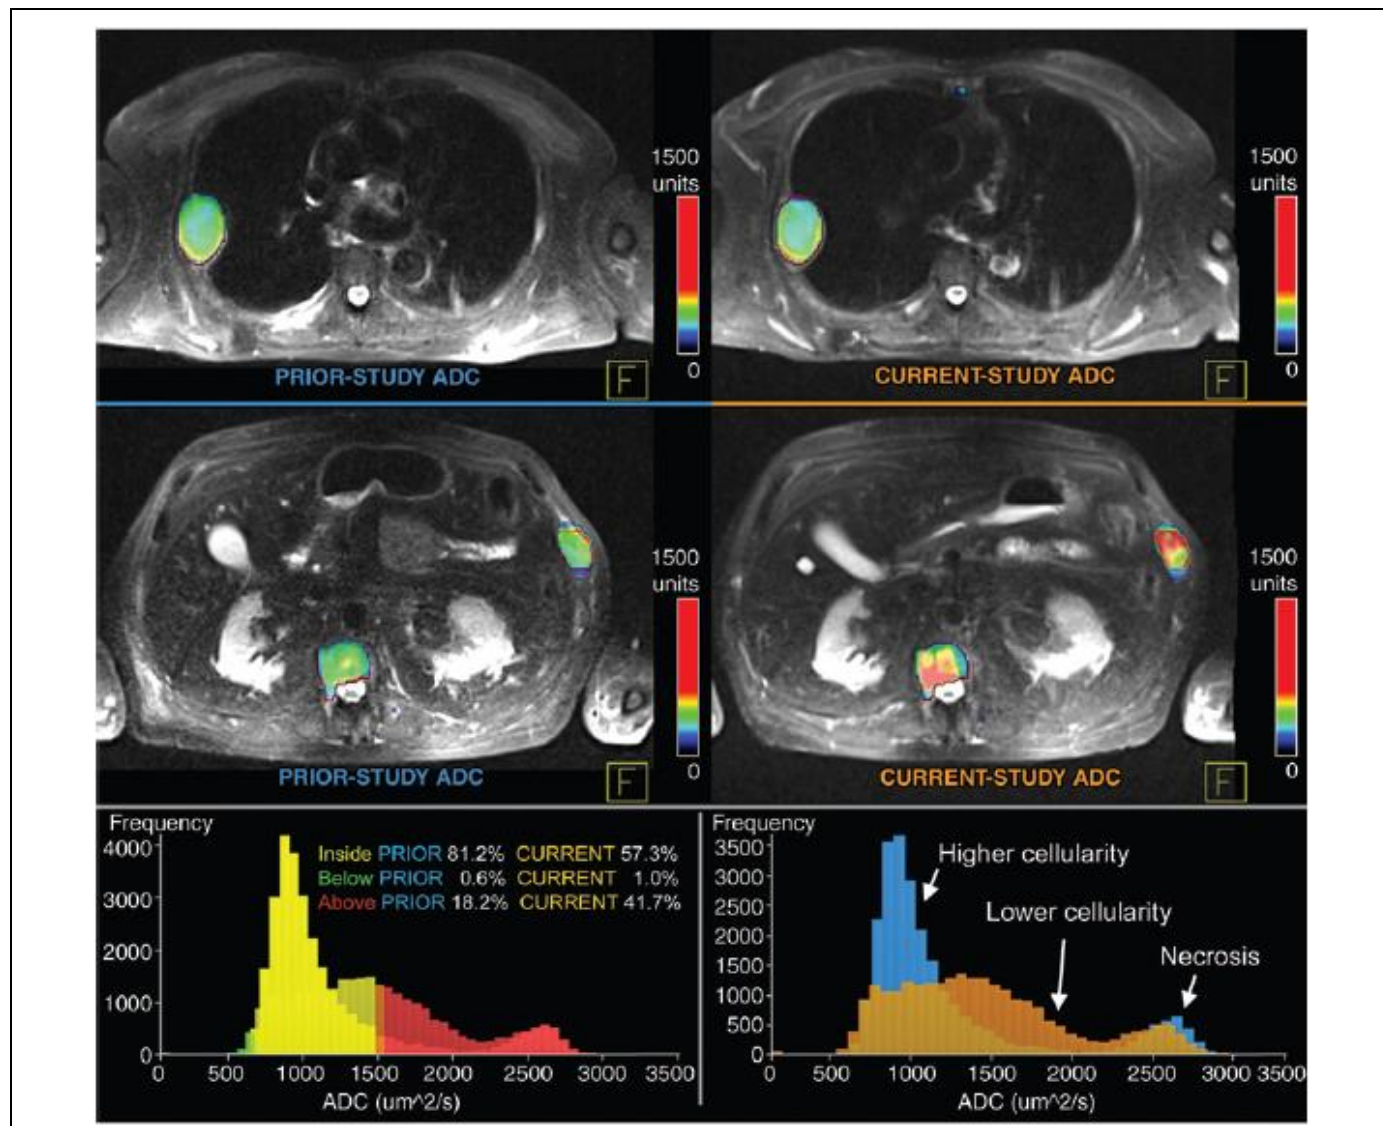 1500 units
0
PRIOR-STUDY ADC
F
1500 units
0
CURRENT-STUDY ADC
F
1500 units
0
PRIOR-STUDY ADC
F
1500 units
0
CURRENT-STUDY ADC
F
Frequency
4000
3000
2000
1000
0
Inside PRIOR 81.2% CURRENT 57.3%
Below PRIOR 0.6% CURRENT 1.0%
Above PRIOR 18.2% CURRENT 41.7%
0 500 1000 1500 2000 2500 3500
ADC (um^2/s)
Frequency
3500
3000
2500
2000
1500
1000
500
0
Higher cellularity
Lower cellularity
Necrosis
0 500 1000 2000 2500 3000 3500
ADC (um^2/s)